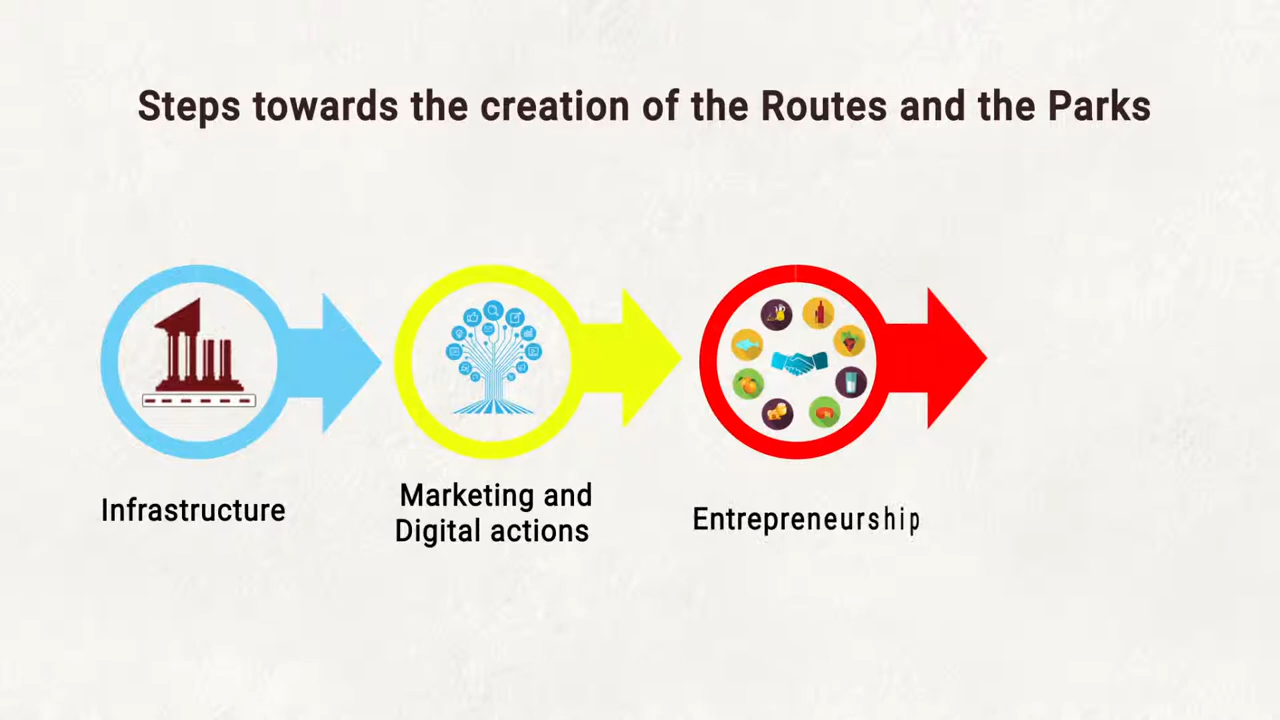 Steps towards the creation of the Routes and the Parks
Infrastructure
Marketing and
Digital actions
Entrepreneurship